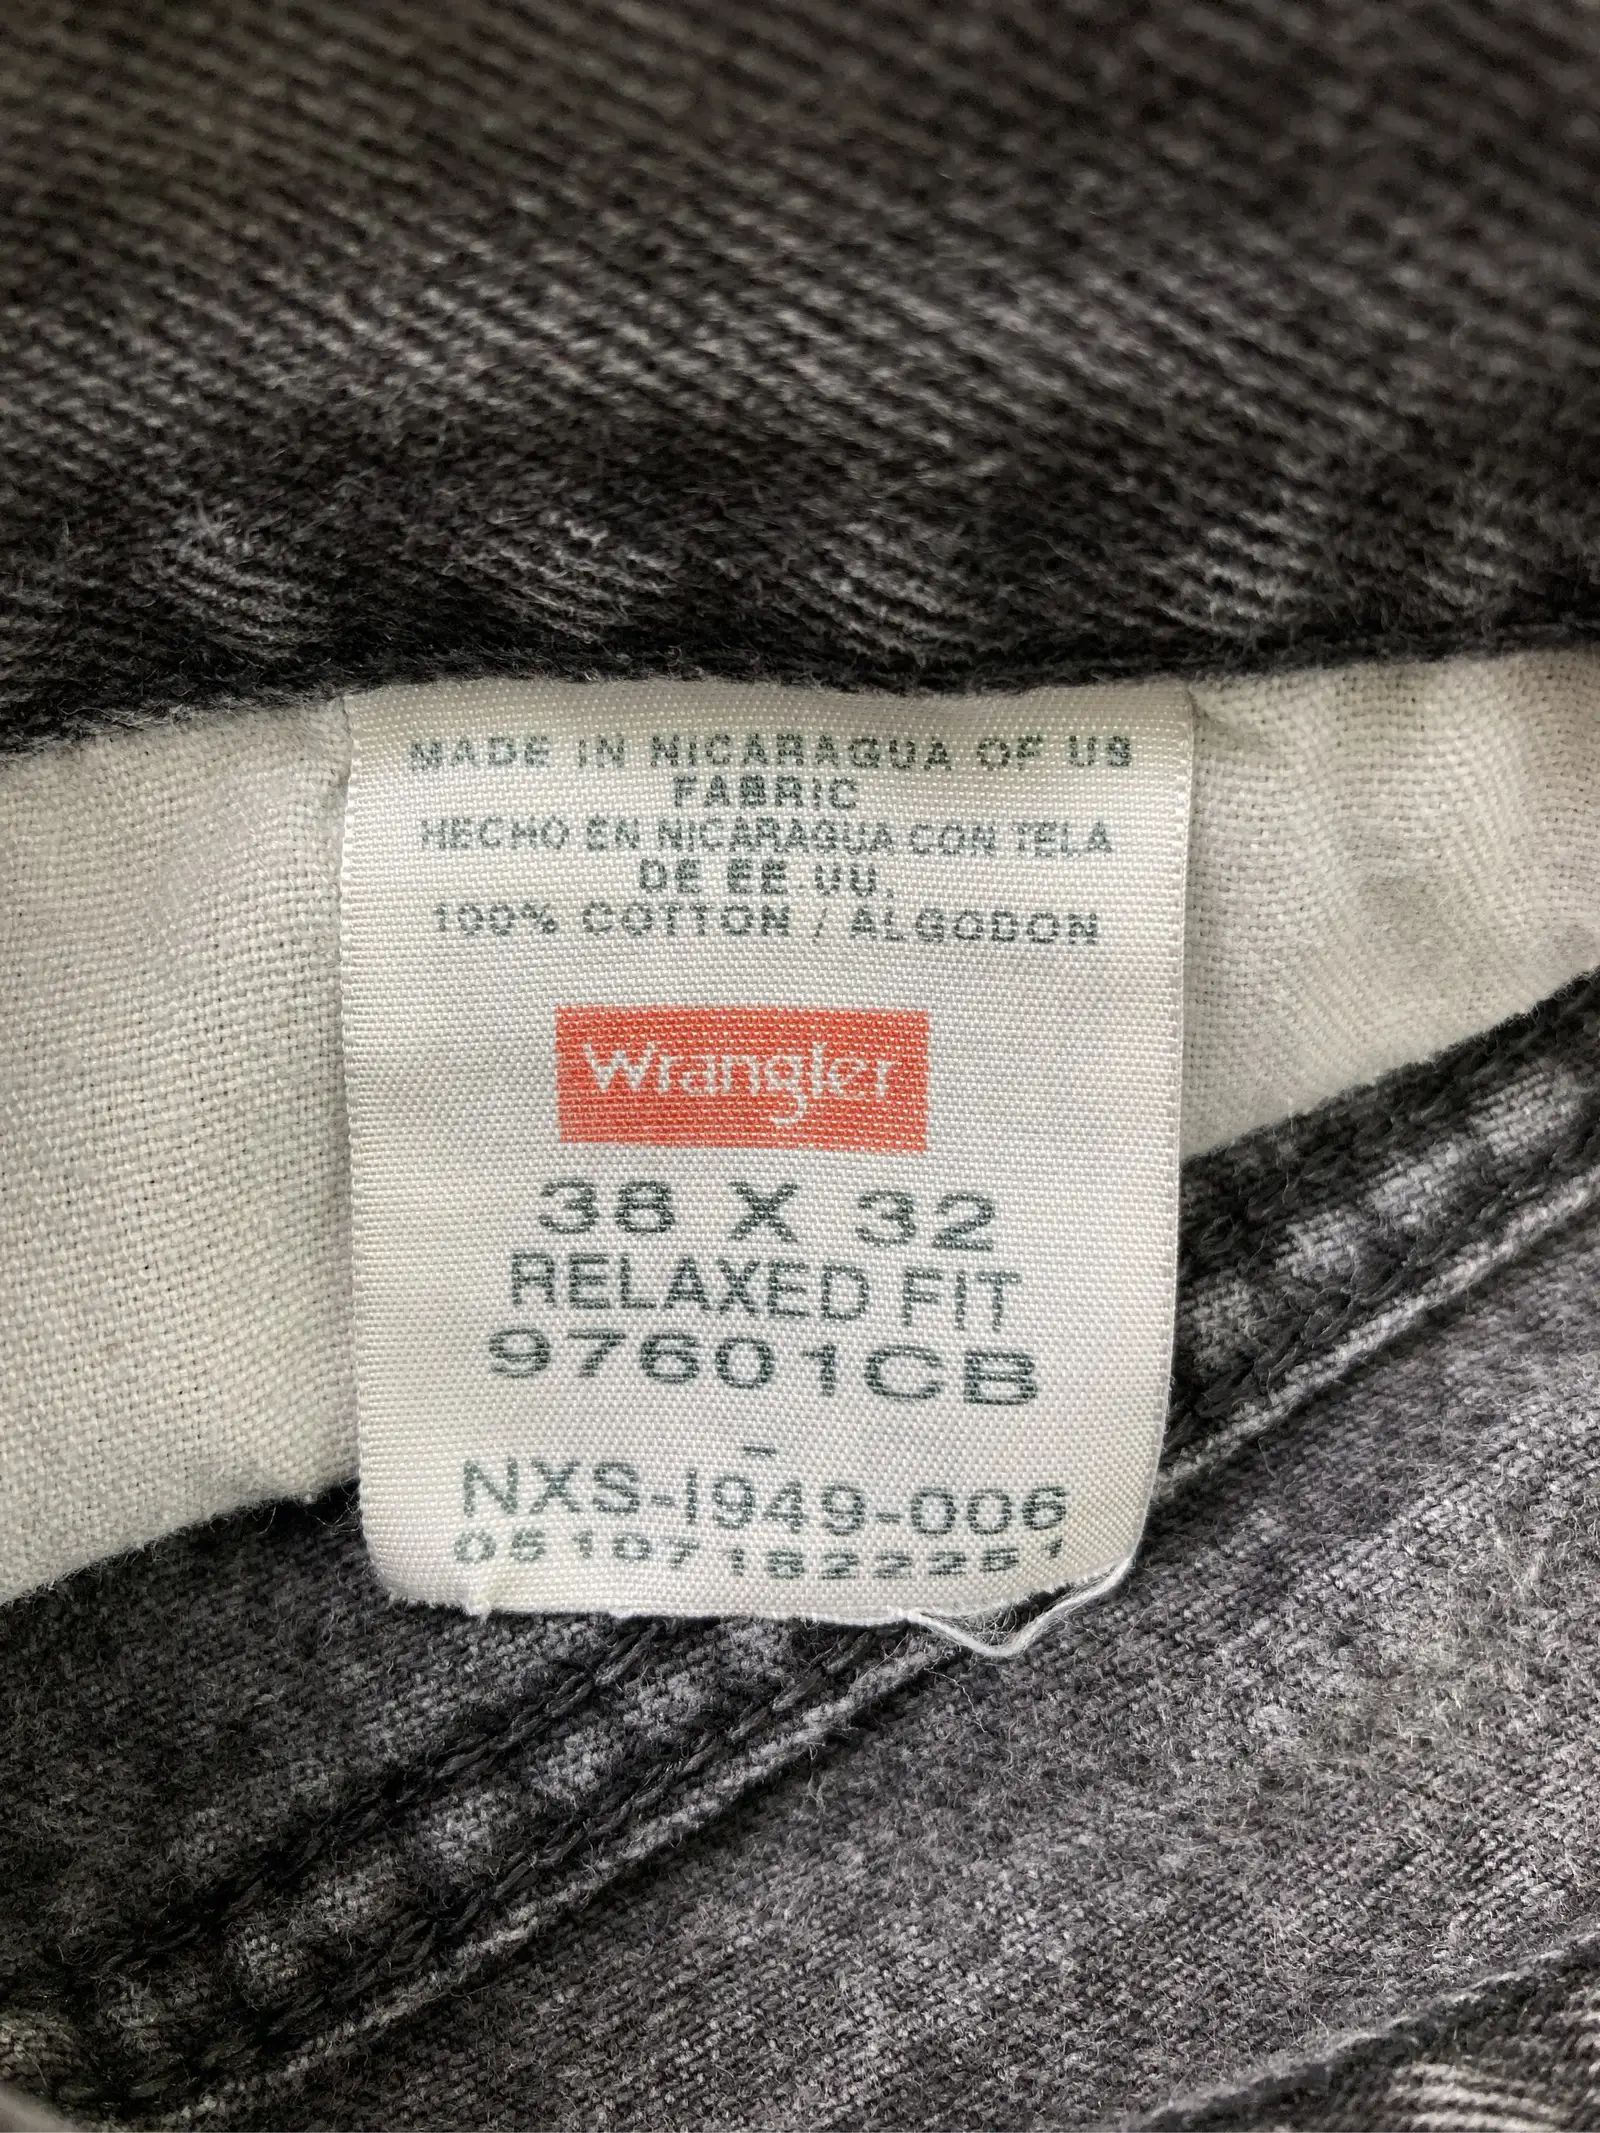 MADE IN NICARAGUA OF US
FABRIC
HECHO EN NICARAGUA CON TELA
DE EE.UU.
100% COTTON / ALGODON
Wrangler
38 X 32
RELAXED FIT
97601CB
-
NXS-I949-006